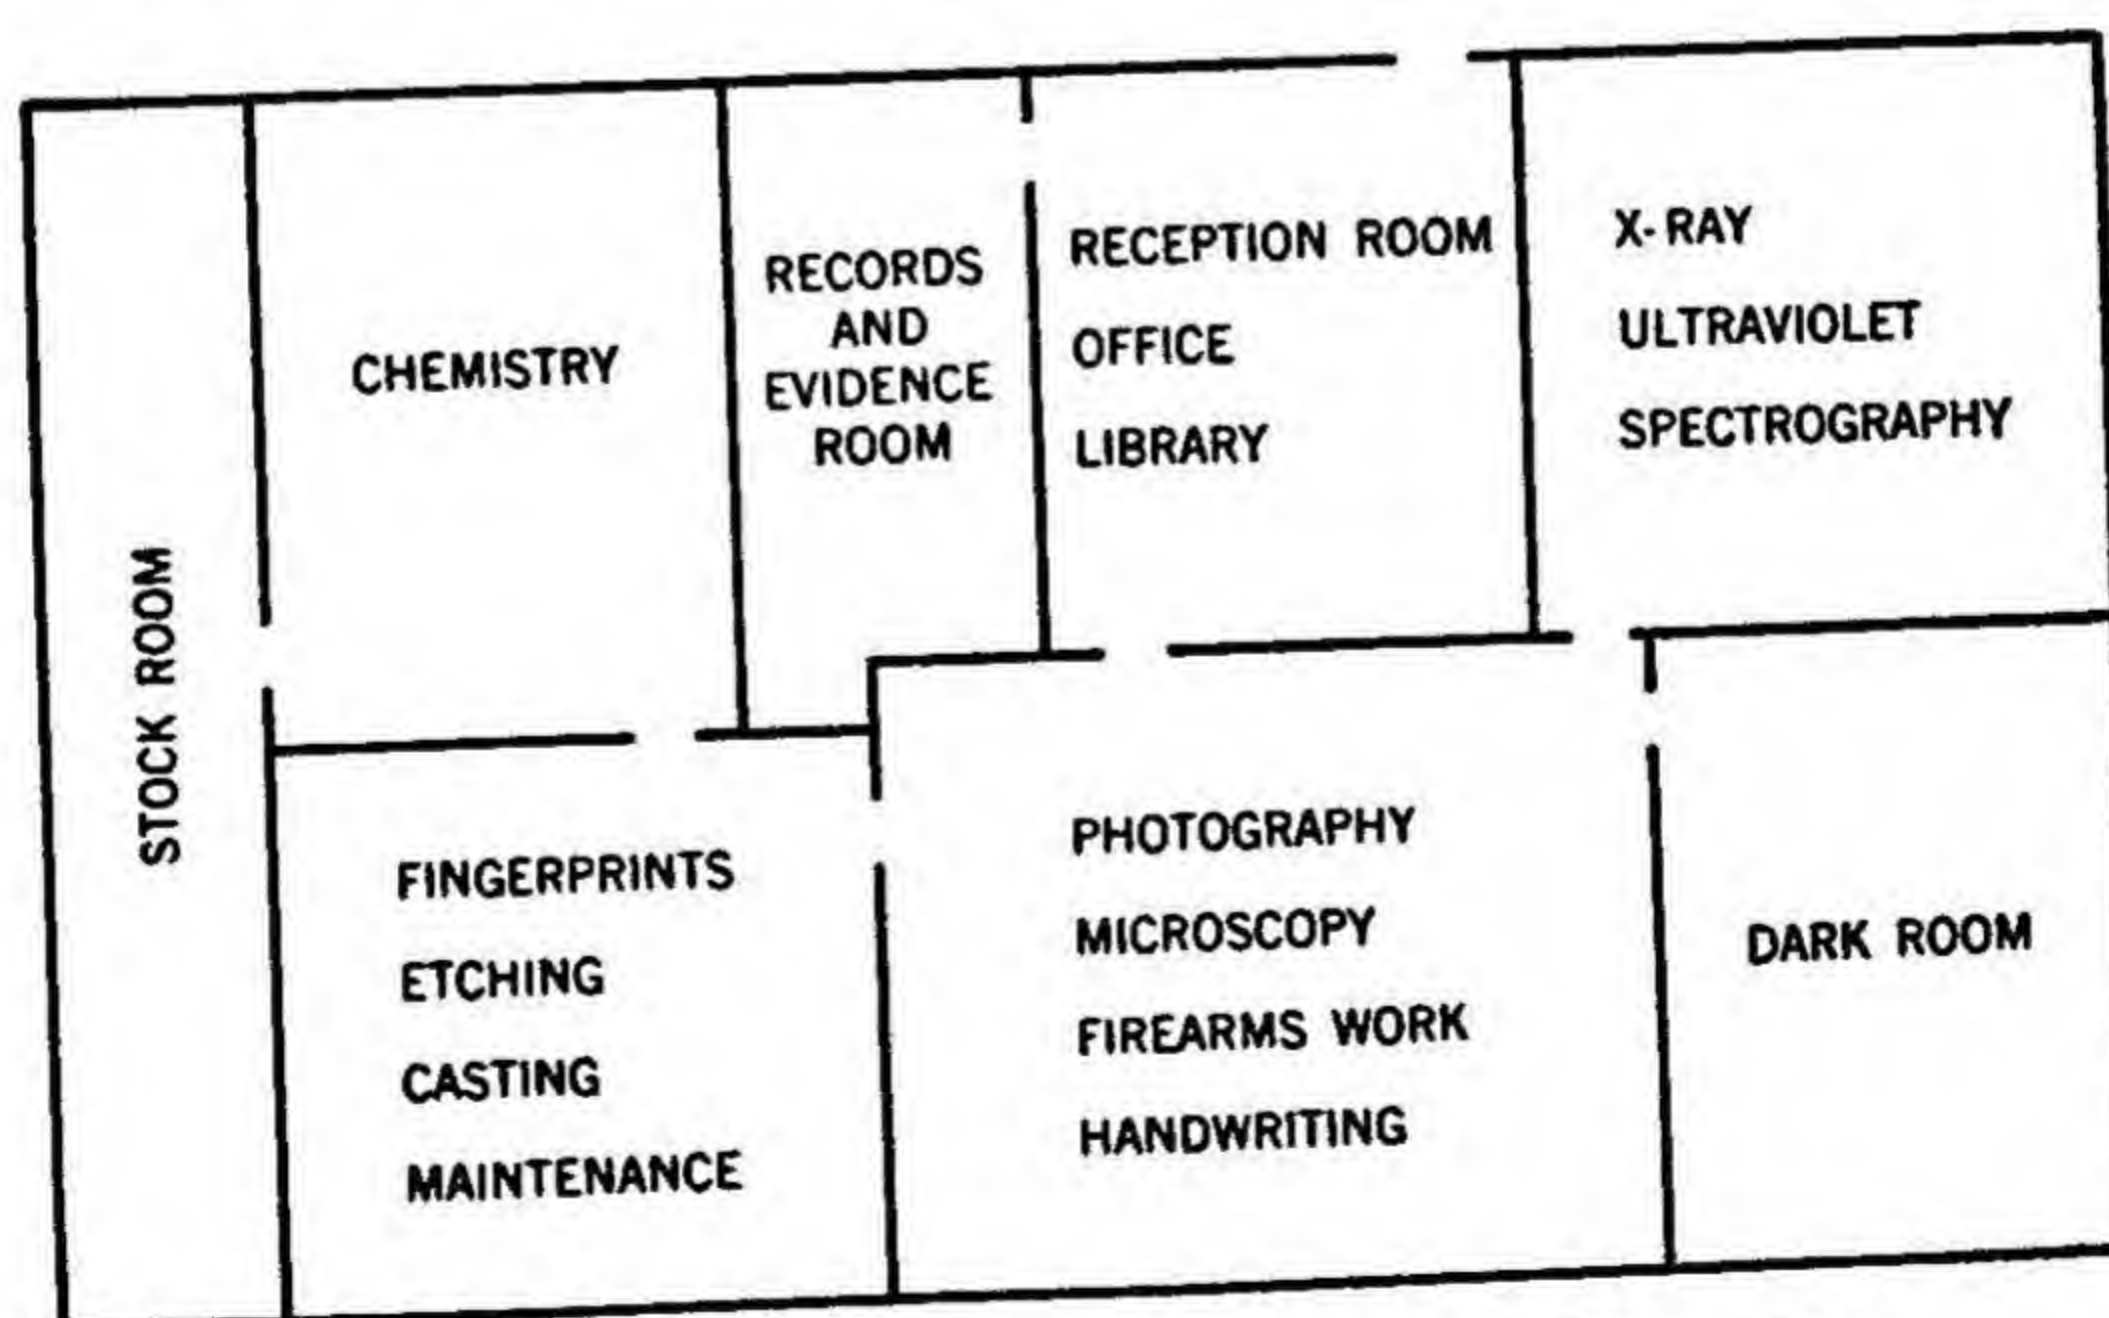 STOCK ROOM
CHEMISTRY
RECORDS
AND
EVIDENCE
ROOM
RECEPTION ROOM
OFFICE
LIBRARY
X-RAY
ULTRAVIOLET
SPECTROGRAPHY
FINGERPRINTS
ETCHING
CASTING
MAINTENANCE
PHOTOGRAPHY
MICROSCOPY
FIREARMS WORK
HANDWRITING
DARK ROOM